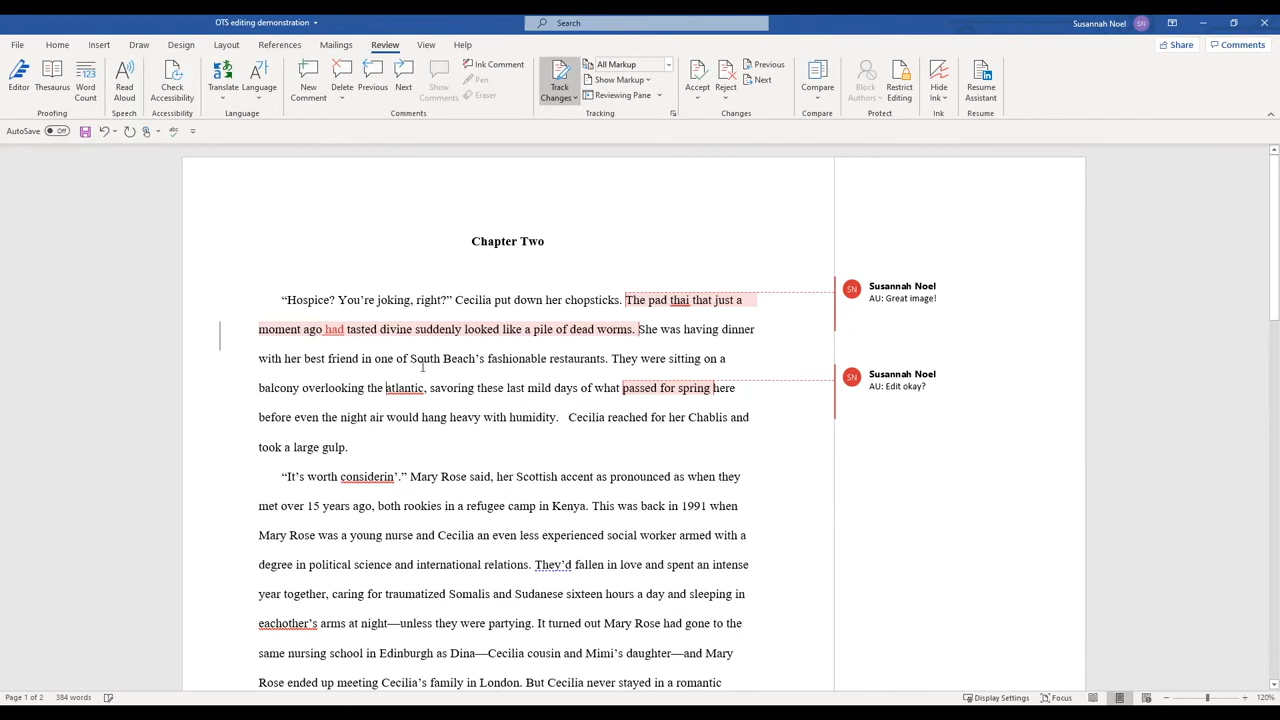 OTS editing demonstration
Search
Susannah Noel SN
File Home Insert Draw Design Layout References Mailings Review View Help Share Comments
Editor Thesaurus Word Count Read Aloud Check Accessibility Translate Language New Comment Delete Previous Next Show Comments Ink Comment Pen Eraser Track Changes All Markup Show Markup Reviewing Pane Accept Reject Previous Next Compare Block Authors Restrict Editing Hide Ink Resume Assistant
Proofing Speech Accessibility Language Comments Tracking Changes Compare Protect Ink Resume
AutoSave Off
Chapter Two
“Hospice? You’re joking, right?” Cecilia put down her chopsticks. The pad thai that just a
moment ago had tasted divine suddenly looked like a pile of dead worms. She was having dinner
with her best friend in one of South Beach’s fashionable restaurants. They were sitting on a
balcony overlooking the atlantic, savoring these last mild days of what passed for spring here
before even the night air would hang heavy with humidity. Cecilia reached for her Chablis and
took a large gulp.
“It’s worth considerin’.” Mary Rose said, her Scottish accent as pronounced as when they
met over 15 years ago, both rookies in a refugee camp in Kenya. This was back in 1991 when
Mary Rose was a young nurse and Cecilia an even less experienced social worker armed with a
degree in political science and international relations. They’d fallen in love and spent an intense
year together, caring for traumatized Somalis and Sudanese sixteen hours a day and sleeping in
eachother’s arms at night—unless they were partying. It turned out Mary Rose had gone to the
same nursing school in Edinburgh as Dina—Cecilia cousin and Mimi’s daughter—and Mary
Rose ended up meeting Cecilia’s family in London. But Cecilia never stayed in a romantic
SN Susannah Noel
AU: Great image!
SN Susannah Noel
AU: Edit okay?
Page 1 of 2 384 words Display Settings Focus 120%